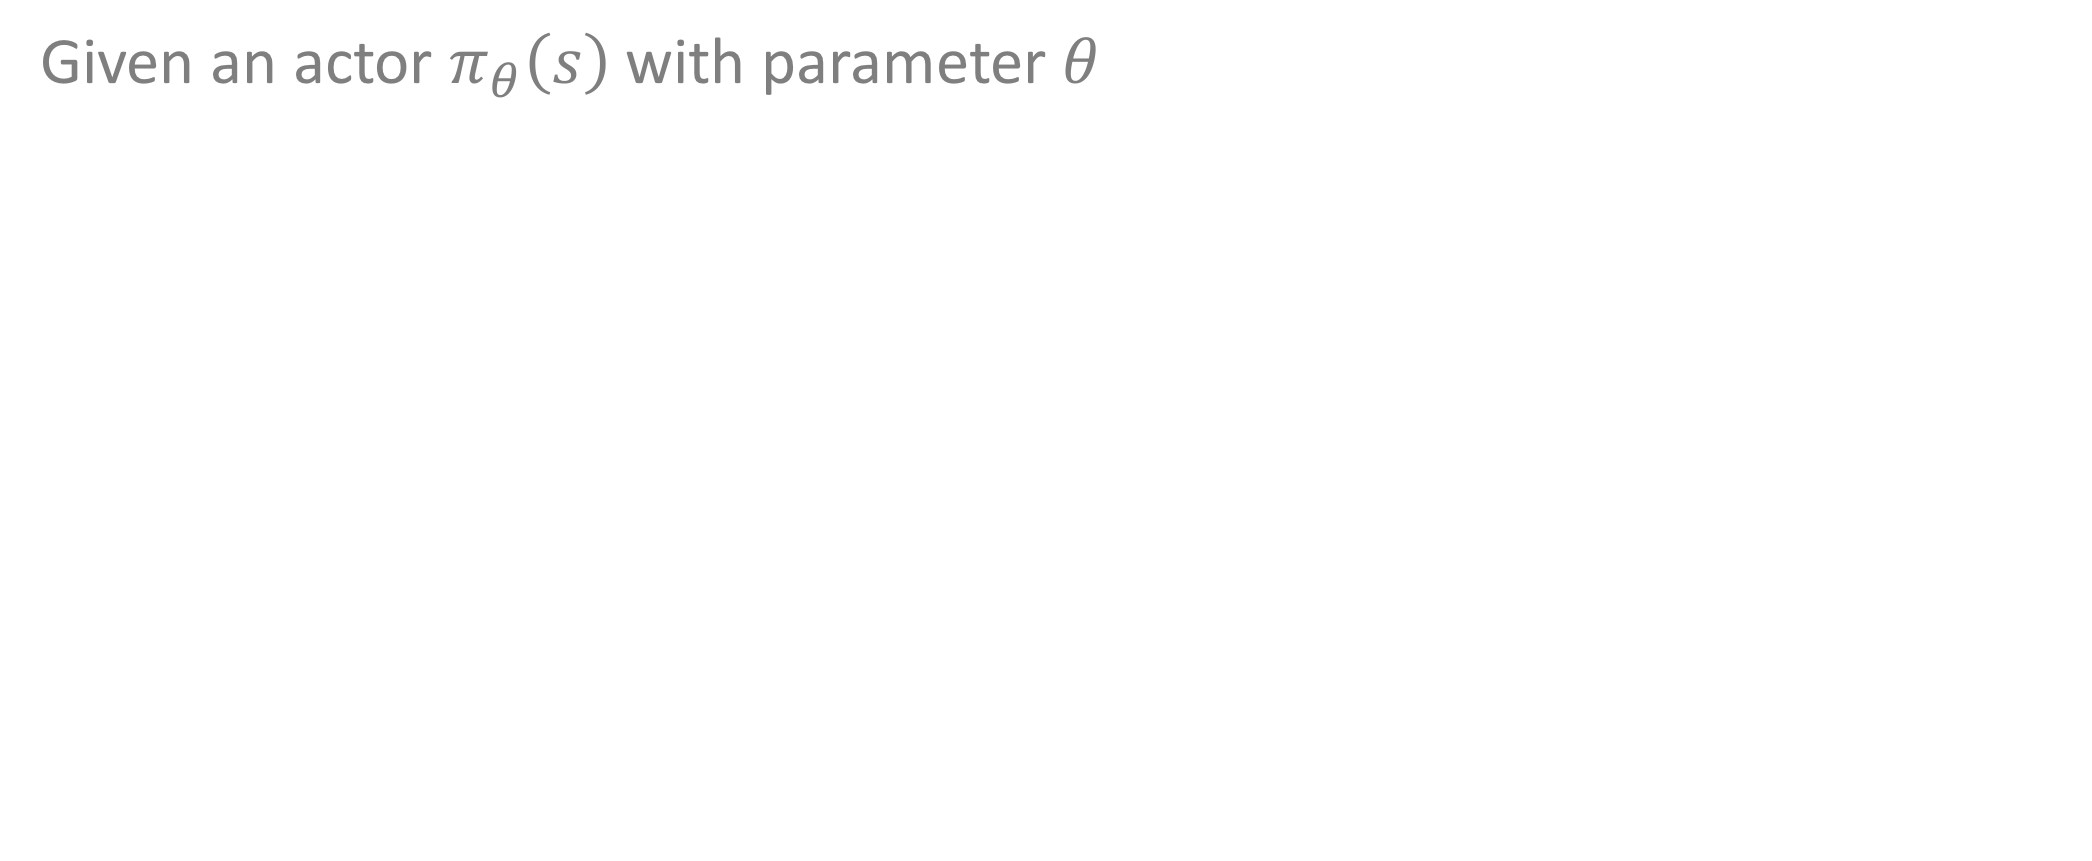 Given an actor π_θ(s) with parameter θ